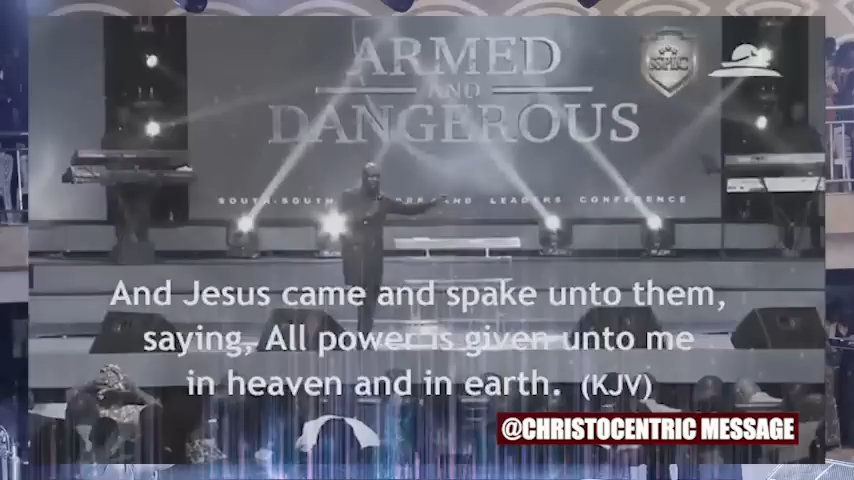 ARMED
AND
DANGEROUS
SOUTH-SOUTH AND LEADERS CONFERENCE
And Jesus came and spake unto them,
saying, All power is given unto me
in heaven and in earth. (KJV)
@CHRISTOCENTRIC MESSAGE